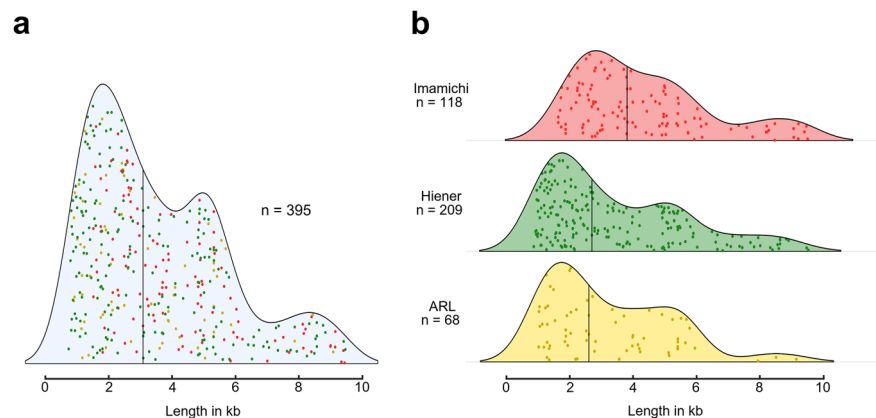 a
n = 395
0 2 4 6 8 10
Length in kb
b
Imamichi
n = 118
Hiener
n = 209
ARL
n = 68
0 2 4 6 8 10
Length in kb